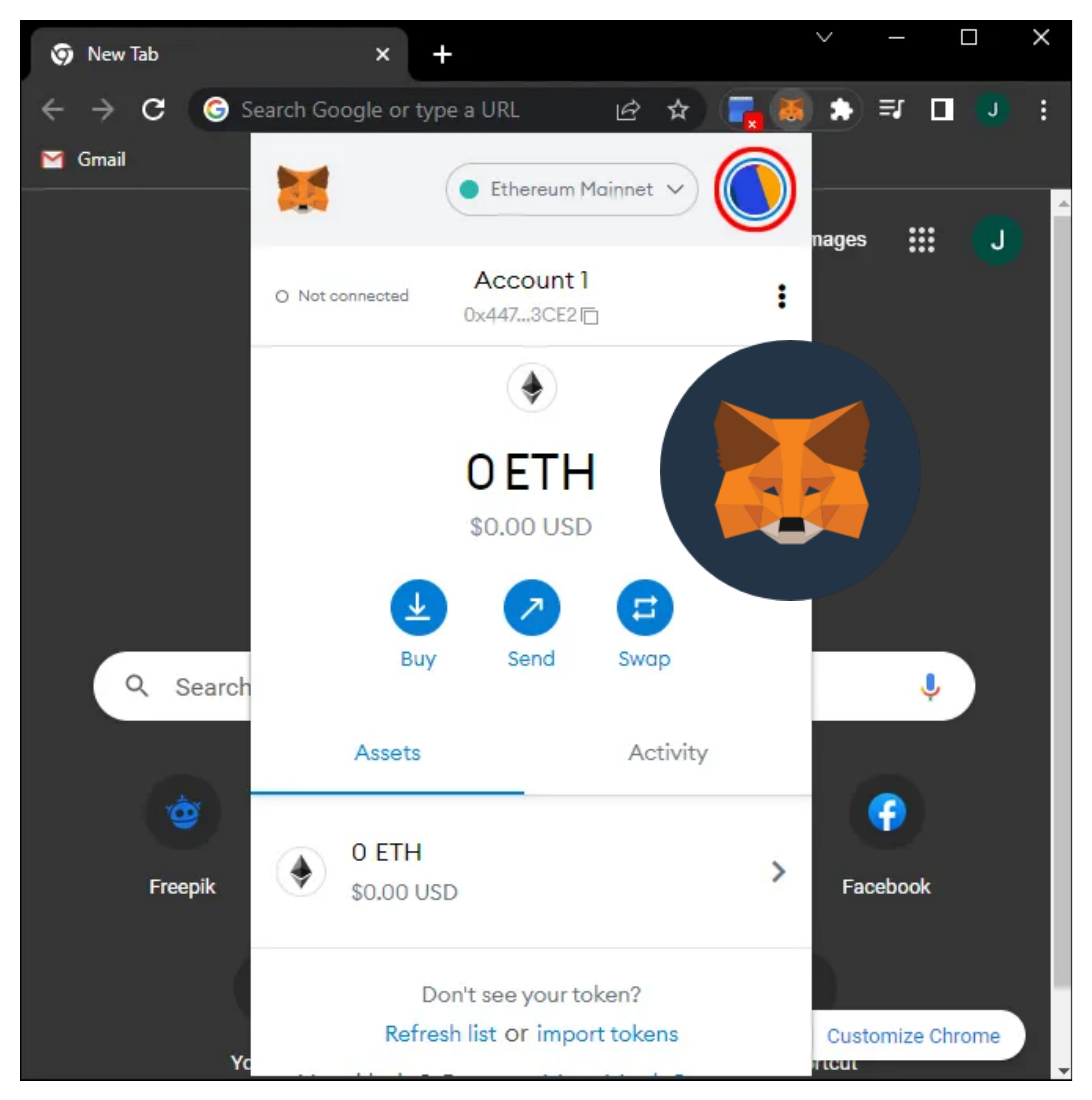 New Tab
Search Google or type a URL
J
Gmail
Ethereum Mainnet
mages
J
Not connected
Account 1
0x447...3CE2
0 ETH
$0.00 USD
Buy
Send
Swap
Search
Assets
Activity
0 ETH
$0.00 USD
Freepik
Facebook
Don't see your token?
Refresh list or import tokens
Customize Chrome
Yo
rtcut